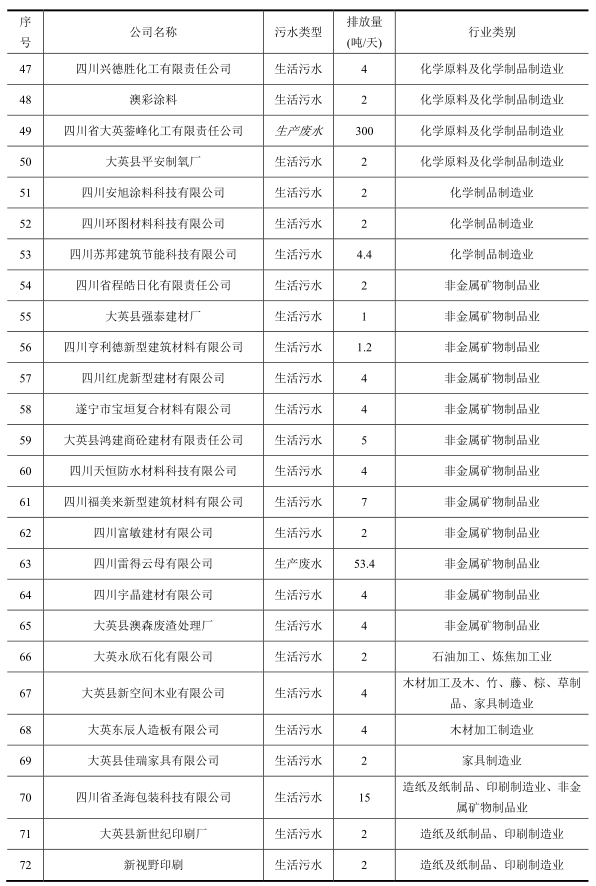 序号 公司名称 污水类型 排放量(吨/天) 行业类别
47 四川兴德胜化工有限责任公司 生活污水 4 化学原料及化学制品制造业
48 澳彩涂料 生活污水 2 化学原料及化学制品制造业
49 四川省大英蓥峰化工有限责任公司 生产废水 300 化学原料及化学制品制造业
50 大英县平安制氧厂 生活污水 2 化学原料及化学制品制造业
51 四川安旭涂料科技有限公司 生活污水 2 化学制品制造业
52 四川环图材料科技有限公司 生活污水 2 化学制品制造业
53 四川苏邦建筑节能科技有限公司 生活污水 4.4 化学制品制造业
54 四川省程皓日化有限责任公司 生活污水 2 非金属矿物制品业
55 大英县强泰建材厂 生活污水 1 非金属矿物制品业
56 四川亨利德新型建筑材料有限公司 生活污水 1.2 非金属矿物制品业
57 四川红虎新型建材有限公司 生活污水 4 非金属矿物制品业
58 遂宁市宝垣复合材料有限公司 生活污水 4 非金属矿物制品业
59 大英县鸿建商砼建材有限责任公司 生活污水 5 非金属矿物制品业
60 四川天恒防水材料科技有限公司 生活污水 4 非金属矿物制品业
61 四川福美来新型建筑材料有限公司 生活污水 7 非金属矿物制品业
62 四川富敏建材有限公司 生活污水 2 非金属矿物制品业
63 四川雷得云母有限公司 生产废水 53.4 非金属矿物制品业
64 四川宇晶建材有限公司 生活污水 4 非金属矿物制品业
65 大英县澳森废渣处理厂 生活污水 4 非金属矿物制品业
66 大英永欣石化有限公司 生活污水 2 石油加工、炼焦加工业
67 大英县新空间木业有限公司 生活污水 4 木材加工及木、竹、藤、棕、草制
品、家具制造业
68 大英东辰人造板有限公司 生活污水 4 木材加工制造业
69 大英县佳瑞家具有限公司 生活污水 2 家具制造业
70 四川省圣海包装科技有限公司 生活污水 15 造纸及纸制品、印刷制造业、非金
属矿物制品业
71 大英县新世纪印刷厂 生活污水 2 造纸及纸制品、印刷制造业
72 新视野印刷 生活污水 2 造纸及纸制品、印刷制造业